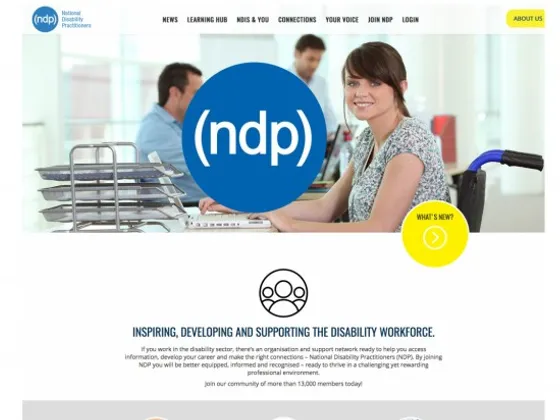 (ndp) National
Disability
Practitioners
NEWS LEARNING HUB NDIS & YOU CONNECTIONS YOUR VOICE JOIN NDP LOGIN
ABOUT US
(ndp)
WHAT'S NEW?
INSPIRING, DEVELOPING AND SUPPORTING THE DISABILITY WORKFORCE.
If you work in the disability sector, there's an organisation and support network ready to help you access
information, develop your career and make the right connections – National Disability Practitioners (NDP). By joining
NDP you will be better equipped, informed and recognised – ready to thrive in a challenging yet rewarding
professional environment.
Join our community of more than 13,000 members today!